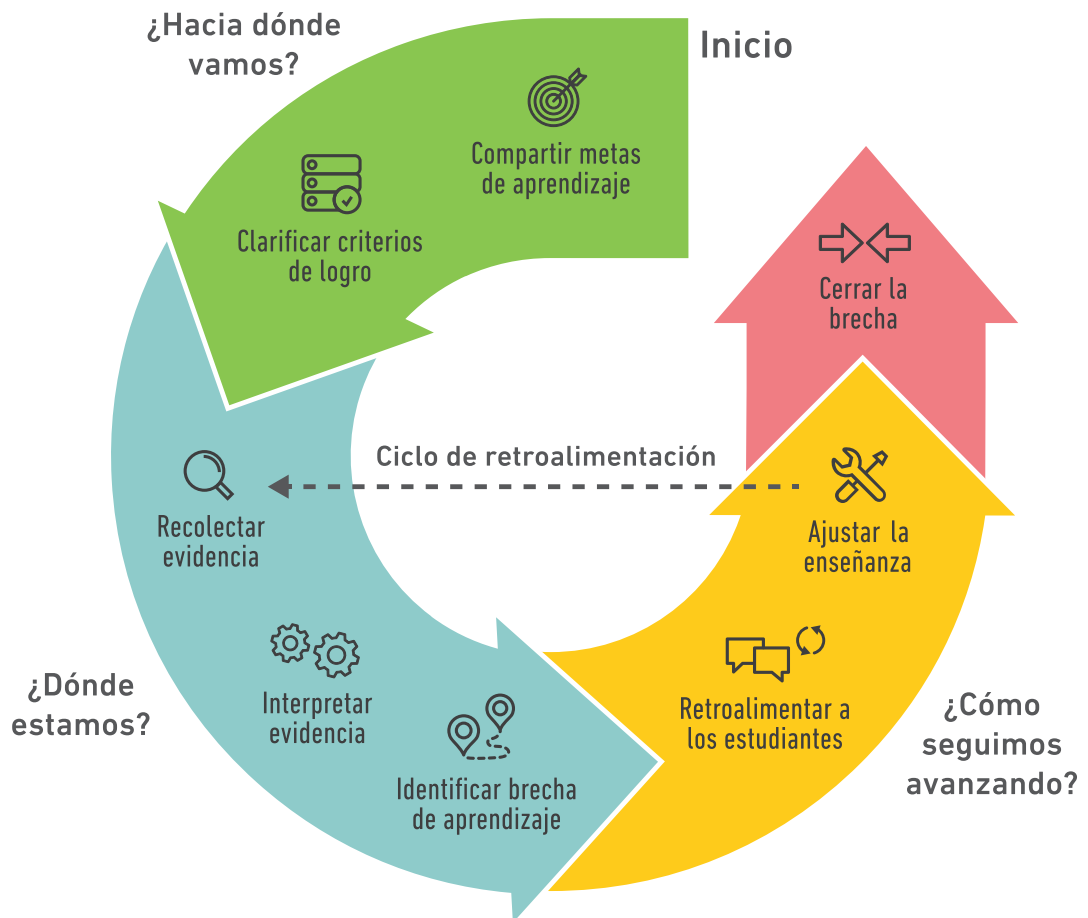 Inicio
¿Hacia dónde
vamos?
Compartir metas
de aprendizaje
Clarificar criterios
de logro
¿Dónde
estamos?
Recolectar
evidencia
Interpretar
evidencia
Identificar brecha
de aprendizaje
¿Cómo
seguimos
avanzando?
Retroalimentar a
los estudiantes
Ajustar la
enseñanza
Ciclo de retroalimentación
Cerrar la
brecha